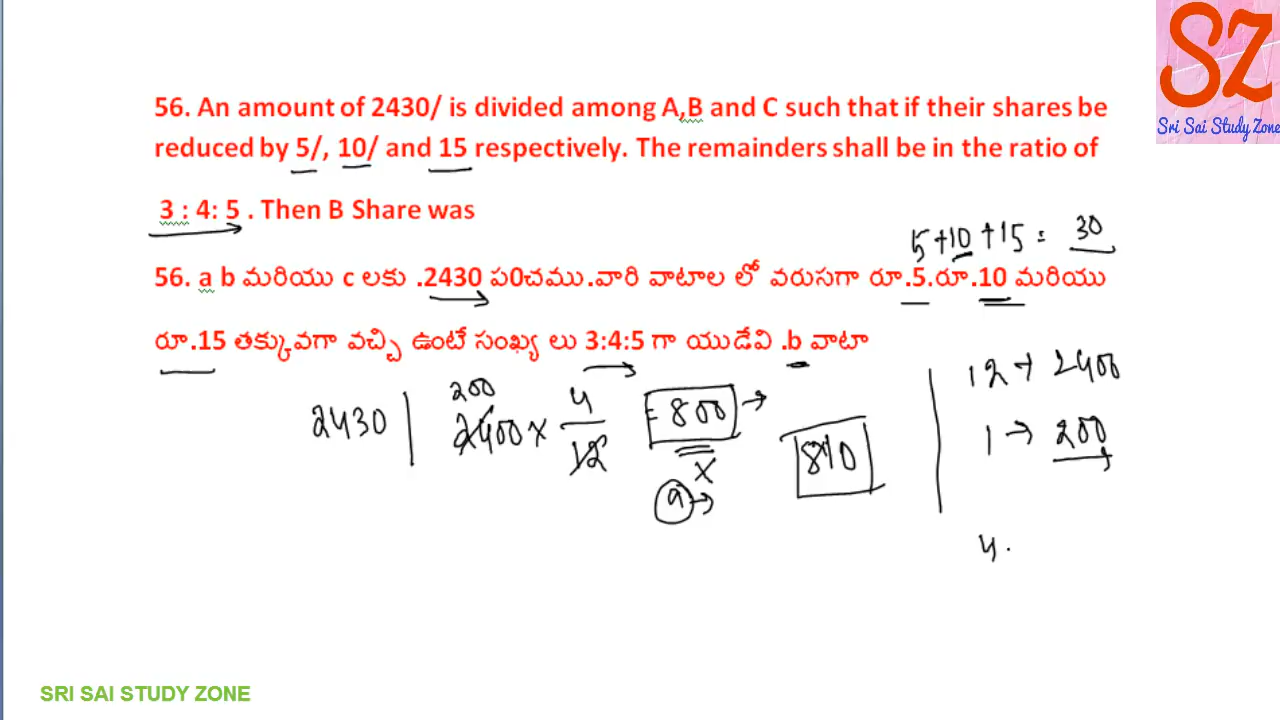 SZ
Sri Sai Study Zone
56. An amount of 2430/ is divided among A,B and C such that if their shares be
reduced by 5/, 10/ and 15 respectively. The remainders shall be in the ratio of
3 : 4: 5 . Then B Share was
5+10+15 = 30
56. a b మరియు c లకు .2430 ప0చము.వారి వాటాల లో వరుసగా రూ.5.రూ.10 మరియు
రూ.15 తక్కువగా వచ్చి ఉంటే సంఖ్య లు 3:4:5 గా యుడేవి .b వాటా
12 → 2400
200
2430 | 2400 × 4/12 = 800 →
1 → 200
810
x
a →
4 .
SRI SAI STUDY ZONE